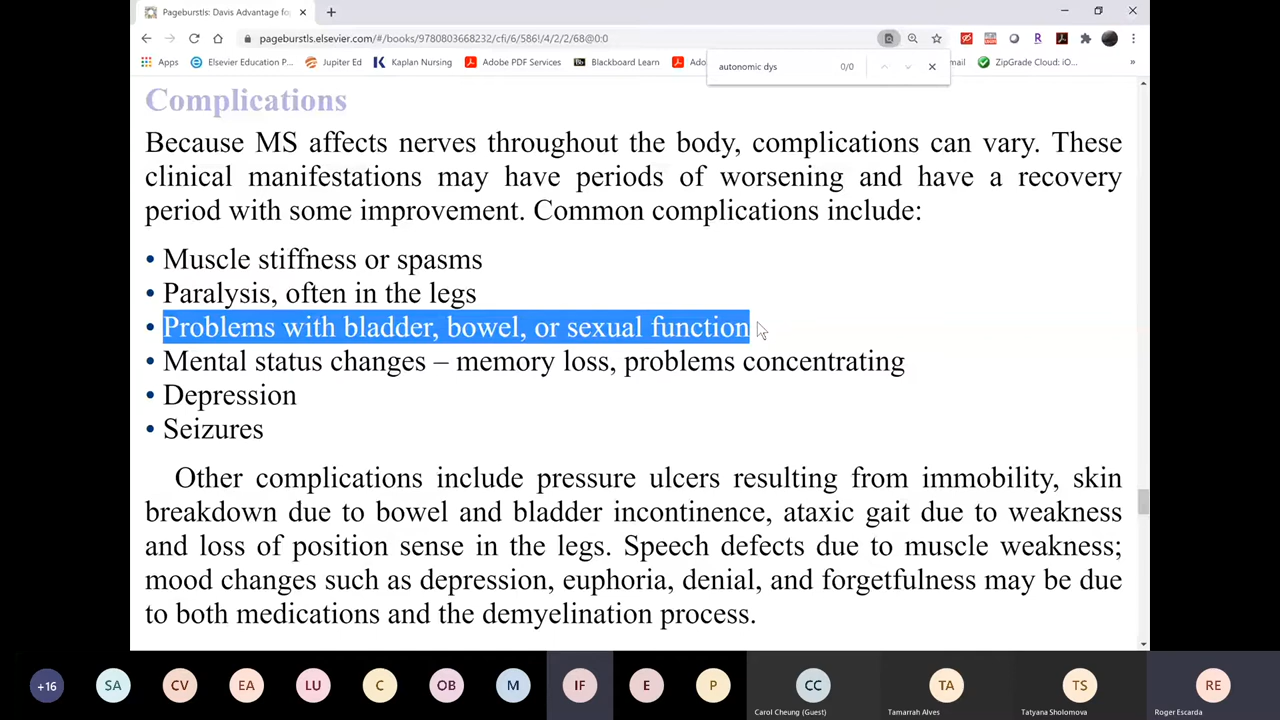 Pageburstls: Davis Advantage fo
pageburstls.elsevier.com/#/books/9780803668232/cfi/6/586!/4/2/2/68@0:0
Apps
Elsevier Education P...
Jupiter Ed
Kaplan Nursing
Adobe PDF Services
Blackboard Learn
Ado
mail
ZipGrade Cloud: iO...
»
autonomic dys 0/0
Complications
Because MS affects nerves throughout the body, complications can vary. These
clinical manifestations may have periods of worsening and have a recovery
period with some improvement. Common complications include:
• Muscle stiffness or spasms
• Paralysis, often in the legs
• Problems with bladder, bowel, or sexual function
• Mental status changes – memory loss, problems concentrating
• Depression
• Seizures
Other complications include pressure ulcers resulting from immobility, skin
breakdown due to bowel and bladder incontinence, ataxic gait due to weakness
and loss of position sense in the legs. Speech defects due to muscle weakness;
mood changes such as depression, euphoria, denial, and forgetfulness may be due
to both medications and the demyelination process.
+16
SA
CV
EA
LU
C
OB
M
IF
E
P
CC
Carol Cheung (Guest)
TA
Tamarrah Alves
TS
Tatyana Sholomova
RE
Roger Escarda